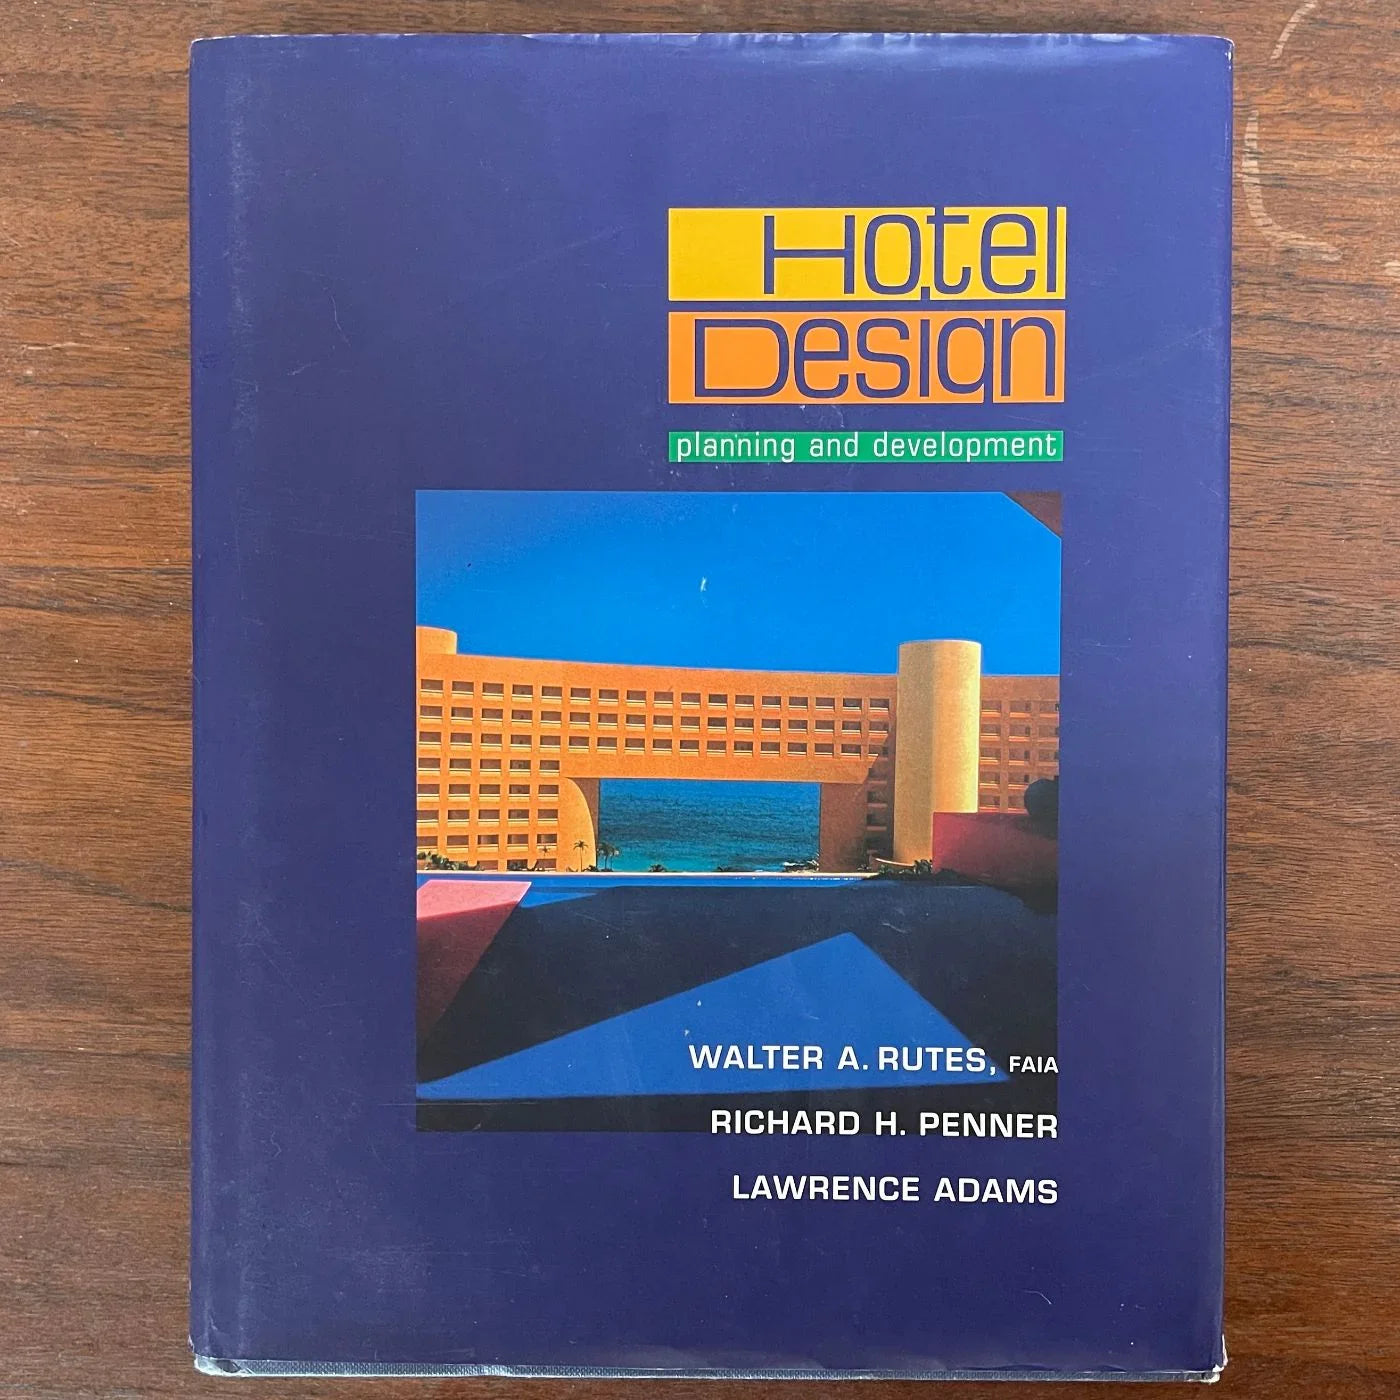 Hotel
Design
planning and development
WALTER A. RUTES, FAIA
RICHARD H. PENNER
LAWRENCE ADAMS